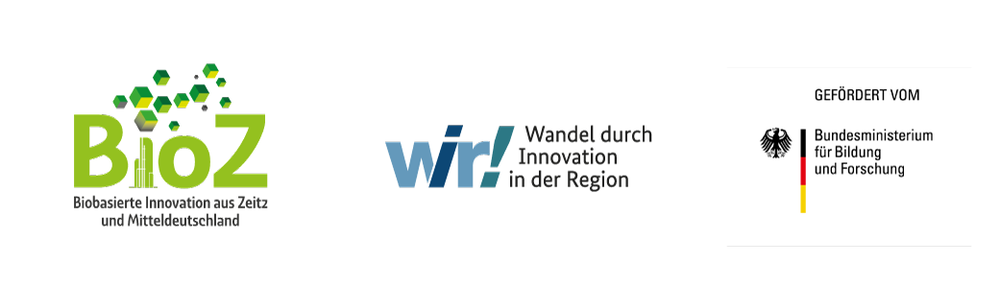 BioZ
Biobasierte Innovation aus Zeitz
und Mitteldeutschland
wir!
Wandel durch
Innovation
in der Region
GEFÖRDERT VOM
Bundesministerium
für Bildung
und Forschung